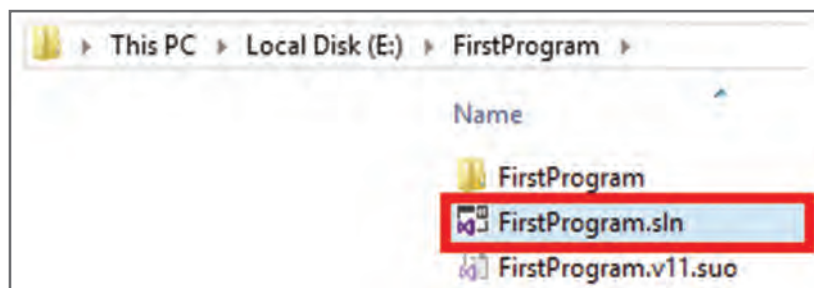 This PC Local Disk (E:) FirstProgram
Name
FirstProgram
FirstProgram.sln
FirstProgram.v11.suo